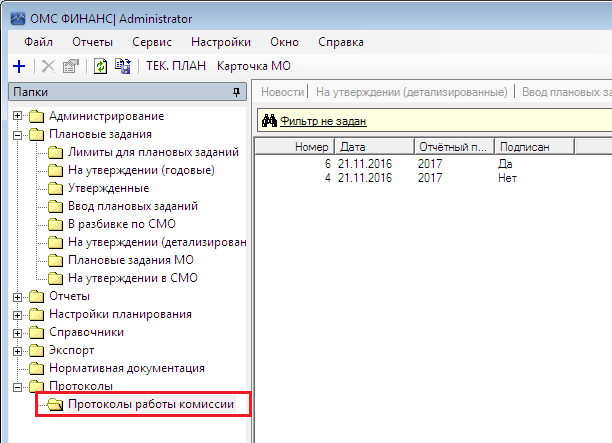 ОМС ФИНАНС| Administrator
Файл Отчеты Сервис Настройки Окно Справка
ТЕК. ПЛАН Карточка МО
Папки
Новости | На утверждении (детализированные) | Ввод плановых за
Администрирование
Плановые задания
Лимиты для плановых заданий
На утверждении (годовые)
Утвержденные
Ввод плановых заданий
В разбивке по СМО
На утверждении (детализирован
Плановые задания МО
На утверждении в СМО
Отчеты
Настройки планирования
Справочники
Экспорт
Нормативная документация
Протоколы
Протоколы работы комиссии
Фильтр не задан
Номер Дата Отчётный п... Подписан
6 21.11.2016 2017 Да
4 21.11.2016 2017 Нет